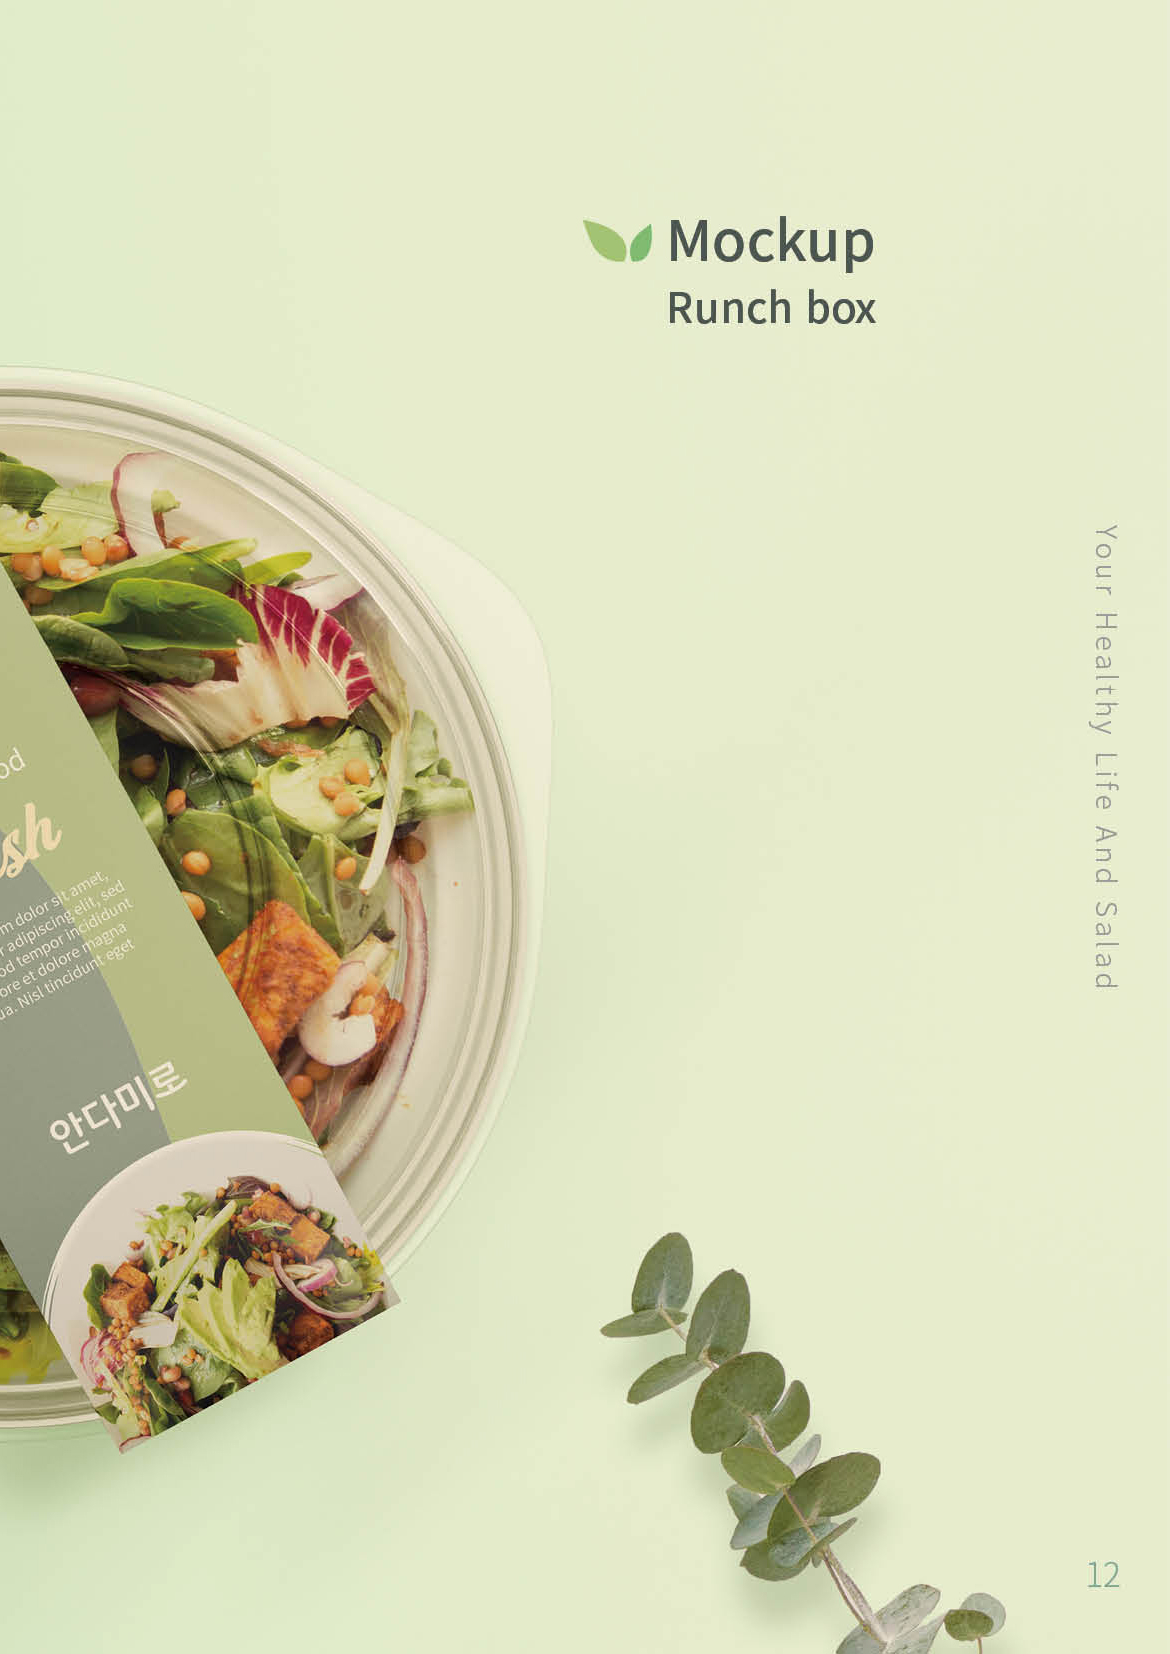 Mockup
Runch box
Your Healthy Life And Salad
od
sh
m dolor sit amet,
r adipiscing elit, sed
od tempor incididunt
ore et dolore magna
ua. Nisl tincidunt eget
안다미로
12